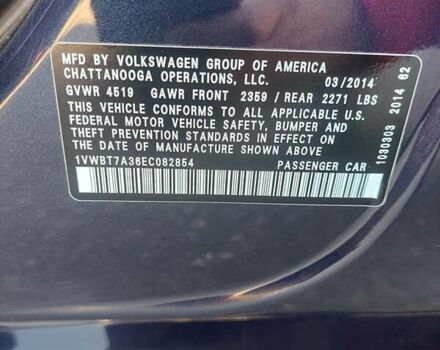 MFD BY VOLKSWAGEN GROUP OF AMERICA
CHATTANOOGA OPERATIONS, LLC. 03/2014
GVWR 4519 GAWR FRONT 2359 / REAR 2271 LBS
THIS VEHICLE CONFORMS TO ALL APPLICABLE U.S.
FEDERAL MOTOR VEHICLE SAFETY, BUMPER AND
THEFT PREVENTION STANDARDS IN EFFECT ON
THE DATE OF MANUFACTURE SHOWN ABOVE.
1VWBT7A36EC082854 PASSENGER CAR
1030303 2014 62